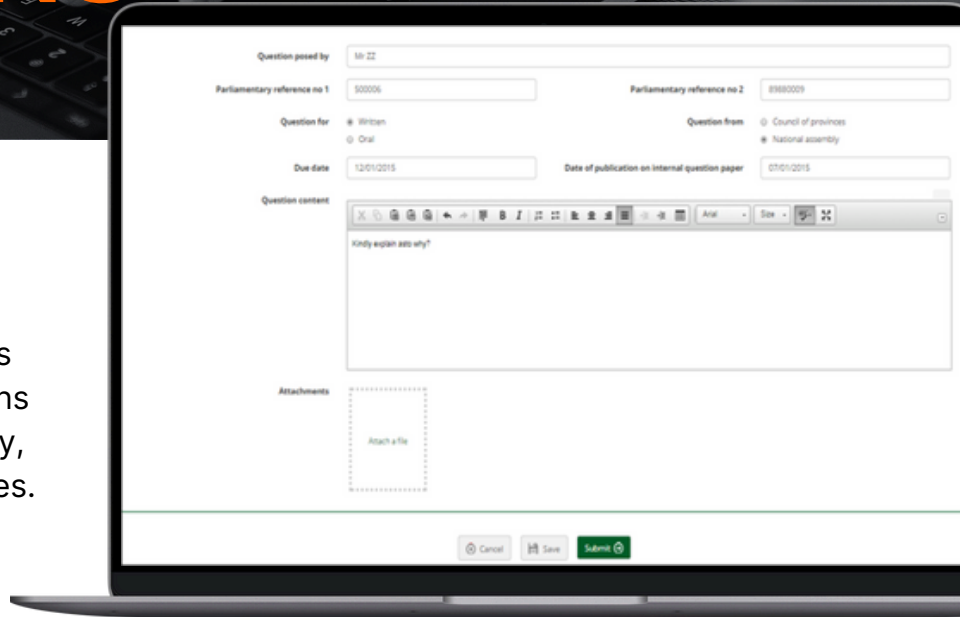 Question posed by Mr ZZ
Parliamentary reference no 1 500006 Parliamentary reference no 2 89880009
Question for Written Question from Council of provinces
Oral National assembly
Due date 12/01/2015 Date of publication on internal question paper 07/01/2015
Question content
B I Arial Size
Kindly explain asto why?
s
ns
y,
es.
Attachments
Attach a file
Cancel Save Submit